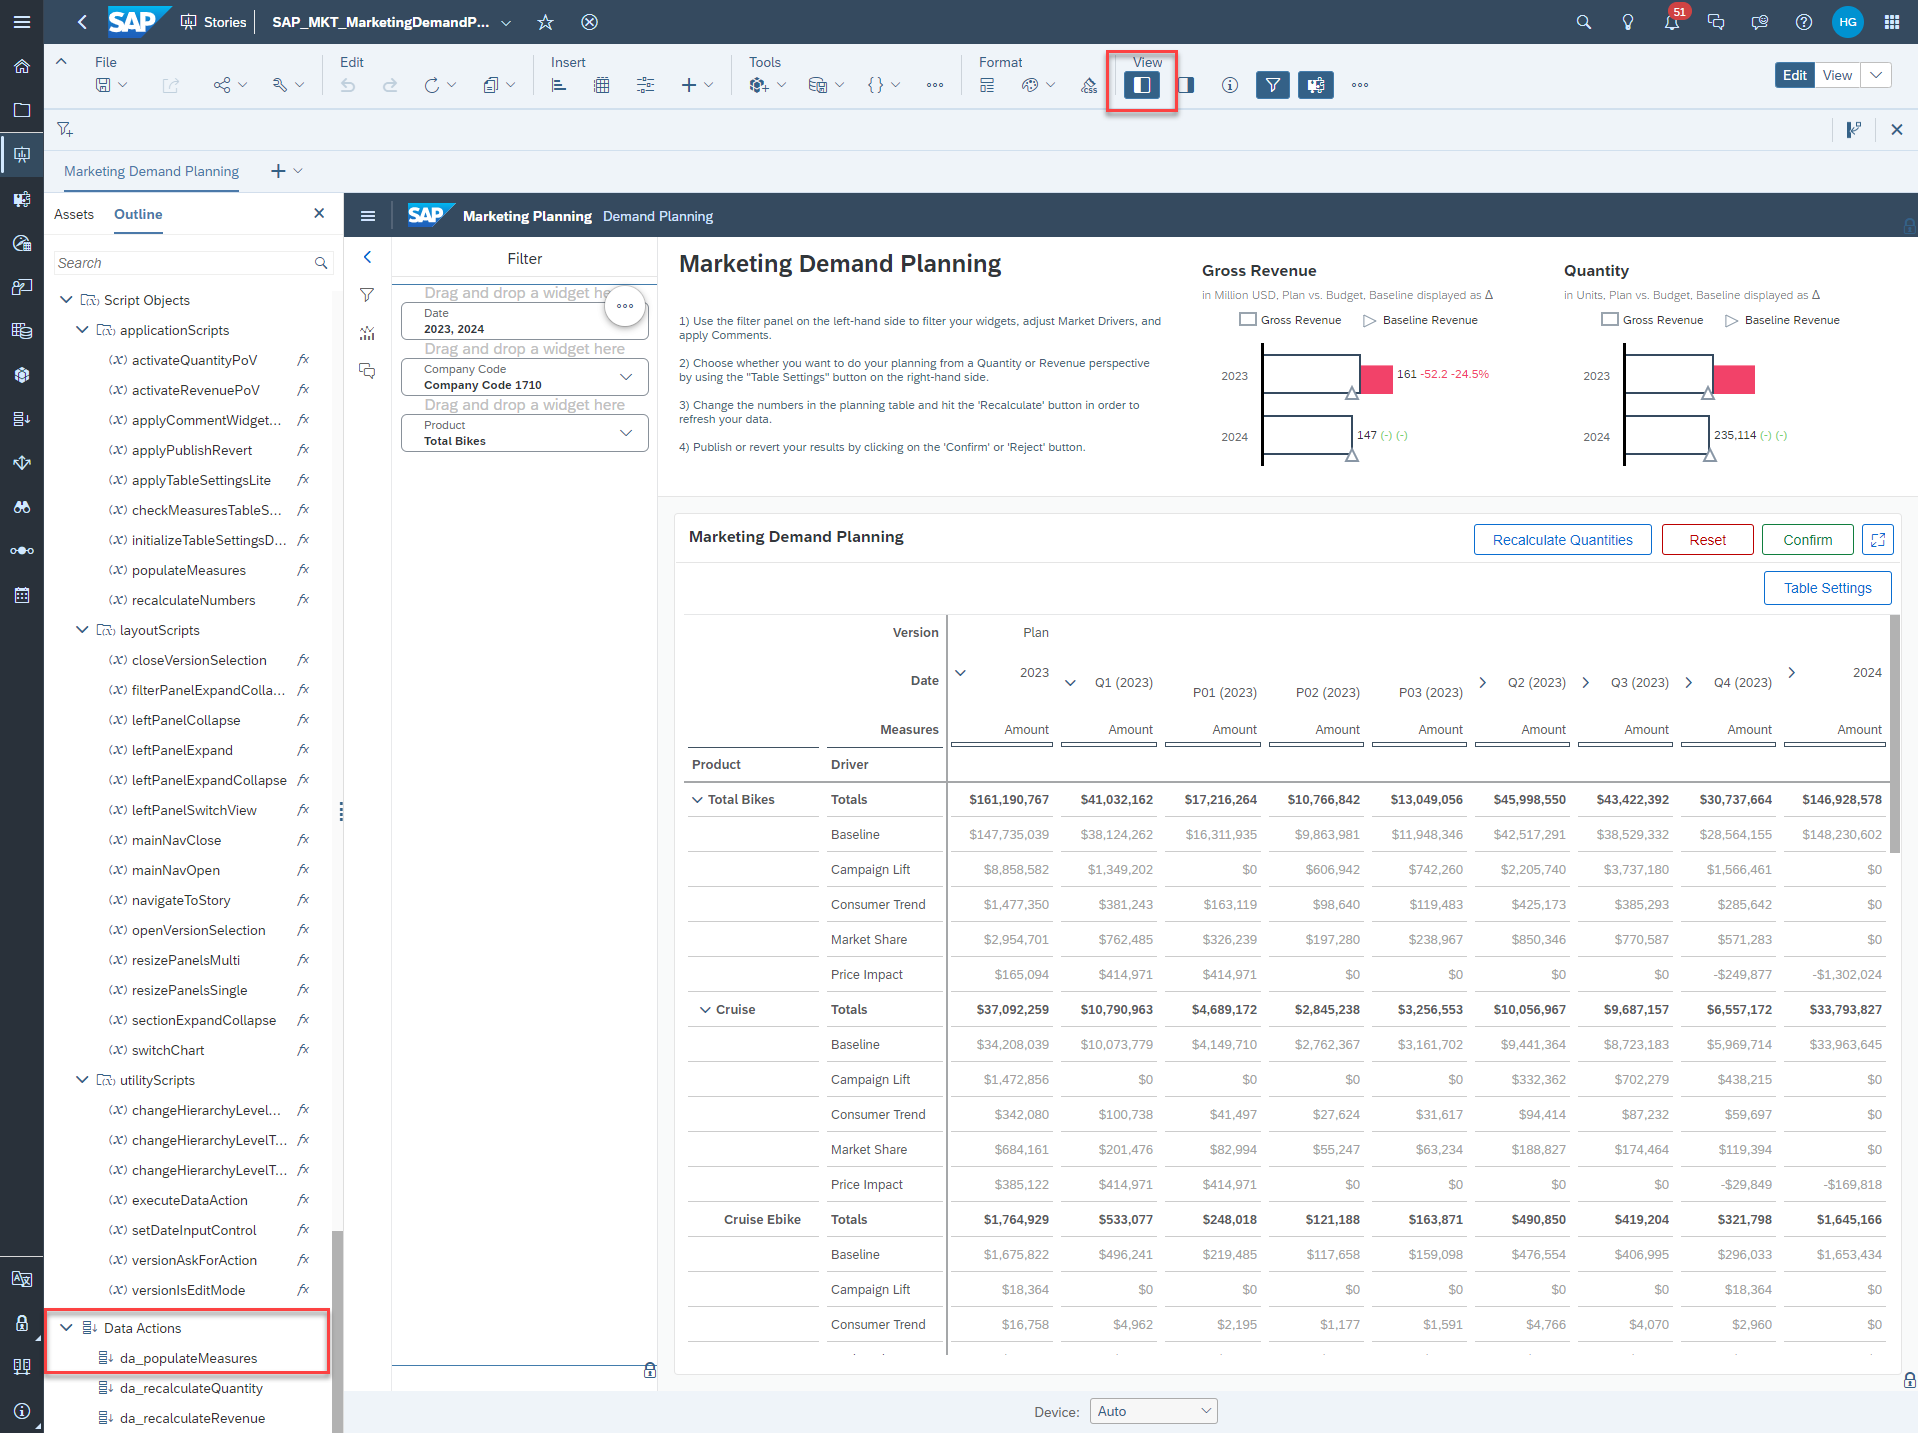 SAP Stories SAP_MKT_MarketingDemandP... 51 HG
File Edit Insert Tools Format View
CSS Edit View
Marketing Demand Planning
Assets Outline
Search
Script Objects
applicationScripts
(X) activateQuantityPoV fx
(X) activateRevenuePoV fx
(X) applyCommentWidget... fx
(X) applyPublishRevert fx
(X) applyTableSettingsLite fx
(X) checkMeasuresTableS... fx
(X) initializeTableSettingsD... fx
(X) populateMeasures fx
(X) recalculateNumbers fx
layoutScripts
(X) closeVersionSelection fx
(X) filterPanelExpandColla... fx
(X) leftPanelCollapse fx
(X) leftPanelExpand fx
(X) leftPanelExpandCollapse fx
(X) leftPanelSwitchView fx
(X) mainNavClose fx
(X) mainNavOpen fx
(X) navigateToStory fx
(X) openVersionSelection fx
(X) resizePanelsMulti fx
(X) resizePanelsSingle fx
(X) sectionExpandCollapse fx
(X) switchChart fx
utilityScripts
(X) changeHierarchyLevel... fx
(X) changeHierarchyLevelT... fx
(X) changeHierarchyLevelT... fx
(X) executeDataAction fx
(X) setDateInputControl fx
(X) versionAskForAction fx
(X) versionIsEditMode fx
Data Actions
da_populateMeasures
da_recalculateQuantity
da_recalculateRevenue
SAP Marketing Planning Demand Planning
Filter
Drag and drop a widget he
Date
2023, 2024
Drag and drop a widget here
Company Code
Company Code 1710
Drag and drop a widget here
Product
Total Bikes
Marketing Demand Planning
1) Use the filter panel on the left-hand side to filter your widgets, adjust Market Drivers, and
apply Comments.
2) Choose whether you want to do your planning from a Quantity or Revenue perspective
by using the "Table Settings" button on the right-hand side.
3) Change the numbers in the planning table and hit the 'Recalculate' button in order to
refresh your data.
4) Publish or revert your results by clicking on the 'Confirm' or 'Reject' button.
Gross Revenue
in Million USD, Plan vs. Budget, Baseline displayed as Δ
Gross Revenue Baseline Revenue
2023 161 -52.2 -24.5%
2024 147 (-) (-)
Quantity
in Units, Plan vs. Budget, Baseline displayed as Δ
Gross Revenue Baseline Revenue
2023
2024 235,114 (-) (-)
Marketing Demand Planning Recalculate Quantities Reset Confirm
Table Settings
Version Plan
Date 2023 Q1 (2023) P01 (2023) P02 (2023) P03 (2023) Q2 (2023) Q3 (2023) Q4 (2023) 2024
Measures Amount Amount Amount Amount Amount Amount Amount Amount Amount
Product Driver
Total Bikes Totals $161,190,767 $41,032,162 $17,216,264 $10,766,842 $13,049,056 $45,998,550 $43,422,392 $30,737,664 $146,928,578
Baseline $147,735,039 $38,124,262 $16,311,935 $9,863,981 $11,948,346 $42,517,291 $38,529,332 $28,564,155 $148,230,602
Campaign Lift $8,858,582 $1,349,202 $0 $606,942 $742,260 $2,205,740 $3,737,180 $1,566,461 $0
Consumer Trend $1,477,350 $381,243 $163,119 $98,640 $119,483 $425,173 $385,293 $285,642 $0
Market Share $2,954,701 $762,485 $326,239 $197,280 $238,967 $850,346 $770,587 $571,283 $0
Price Impact $165,094 $414,971 $414,971 $0 $0 $0 $0 -$249,877 -$1,302,024
Cruise Totals $37,092,259 $10,790,963 $4,689,172 $2,845,238 $3,256,553 $10,056,967 $9,687,157 $6,557,172 $33,793,827
Baseline $34,208,039 $10,073,779 $4,149,710 $2,762,367 $3,161,702 $9,441,364 $8,723,183 $5,969,714 $33,963,645
Campaign Lift $1,472,856 $0 $0 $0 $0 $332,362 $702,279 $438,215 $0
Consumer Trend $342,080 $100,738 $41,497 $27,624 $31,617 $94,414 $87,232 $59,697 $0
Market Share $684,161 $201,476 $82,994 $55,247 $63,234 $188,827 $174,464 $119,394 $0
Price Impact $385,122 $414,971 $414,971 $0 $0 $0 $0 -$29,849 -$169,818
Cruise Ebike Totals $1,764,929 $533,077 $248,018 $121,188 $163,871 $490,850 $419,204 $321,798 $1,645,166
Baseline $1,675,822 $496,241 $219,485 $117,658 $159,098 $476,554 $406,995 $296,033 $1,653,434
Campaign Lift $18,364 $0 $0 $0 $0 $0 $0 $18,364 $0
Consumer Trend $16,758 $4,962 $2,195 $1,177 $1,591 $4,766 $4,070 $2,960 $0
Device: Auto